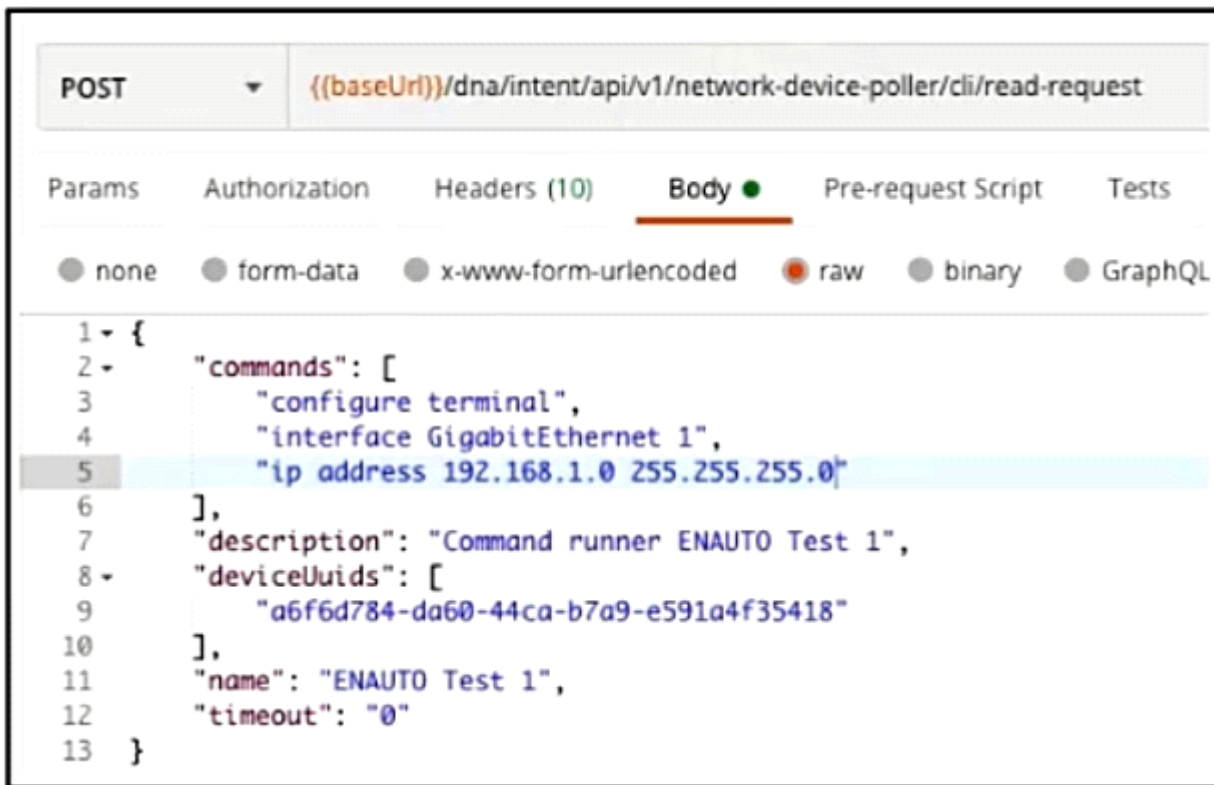 POST {{baseUrl}}/dna/intent/api/v1/network-device-poller/cli/read-request
Params Authorization Headers (10) Body Pre-request Script Tests
none form-data x-www-form-urlencoded raw binary GraphQL
1 {
2 "commands": [
3 "configure terminal",
4 "interface GigabitEthernet 1",
5 "ip address 192.168.1.0 255.255.255.0"
6 ],
7 "description": "Command runner ENAUTO Test 1",
8 "deviceUuids": [
9 "a6f6d784-da60-44ca-b7a9-e591a4f35418"
10 ],
11 "name": "ENAUTO Test 1",
12 "timeout": "0"
13 }